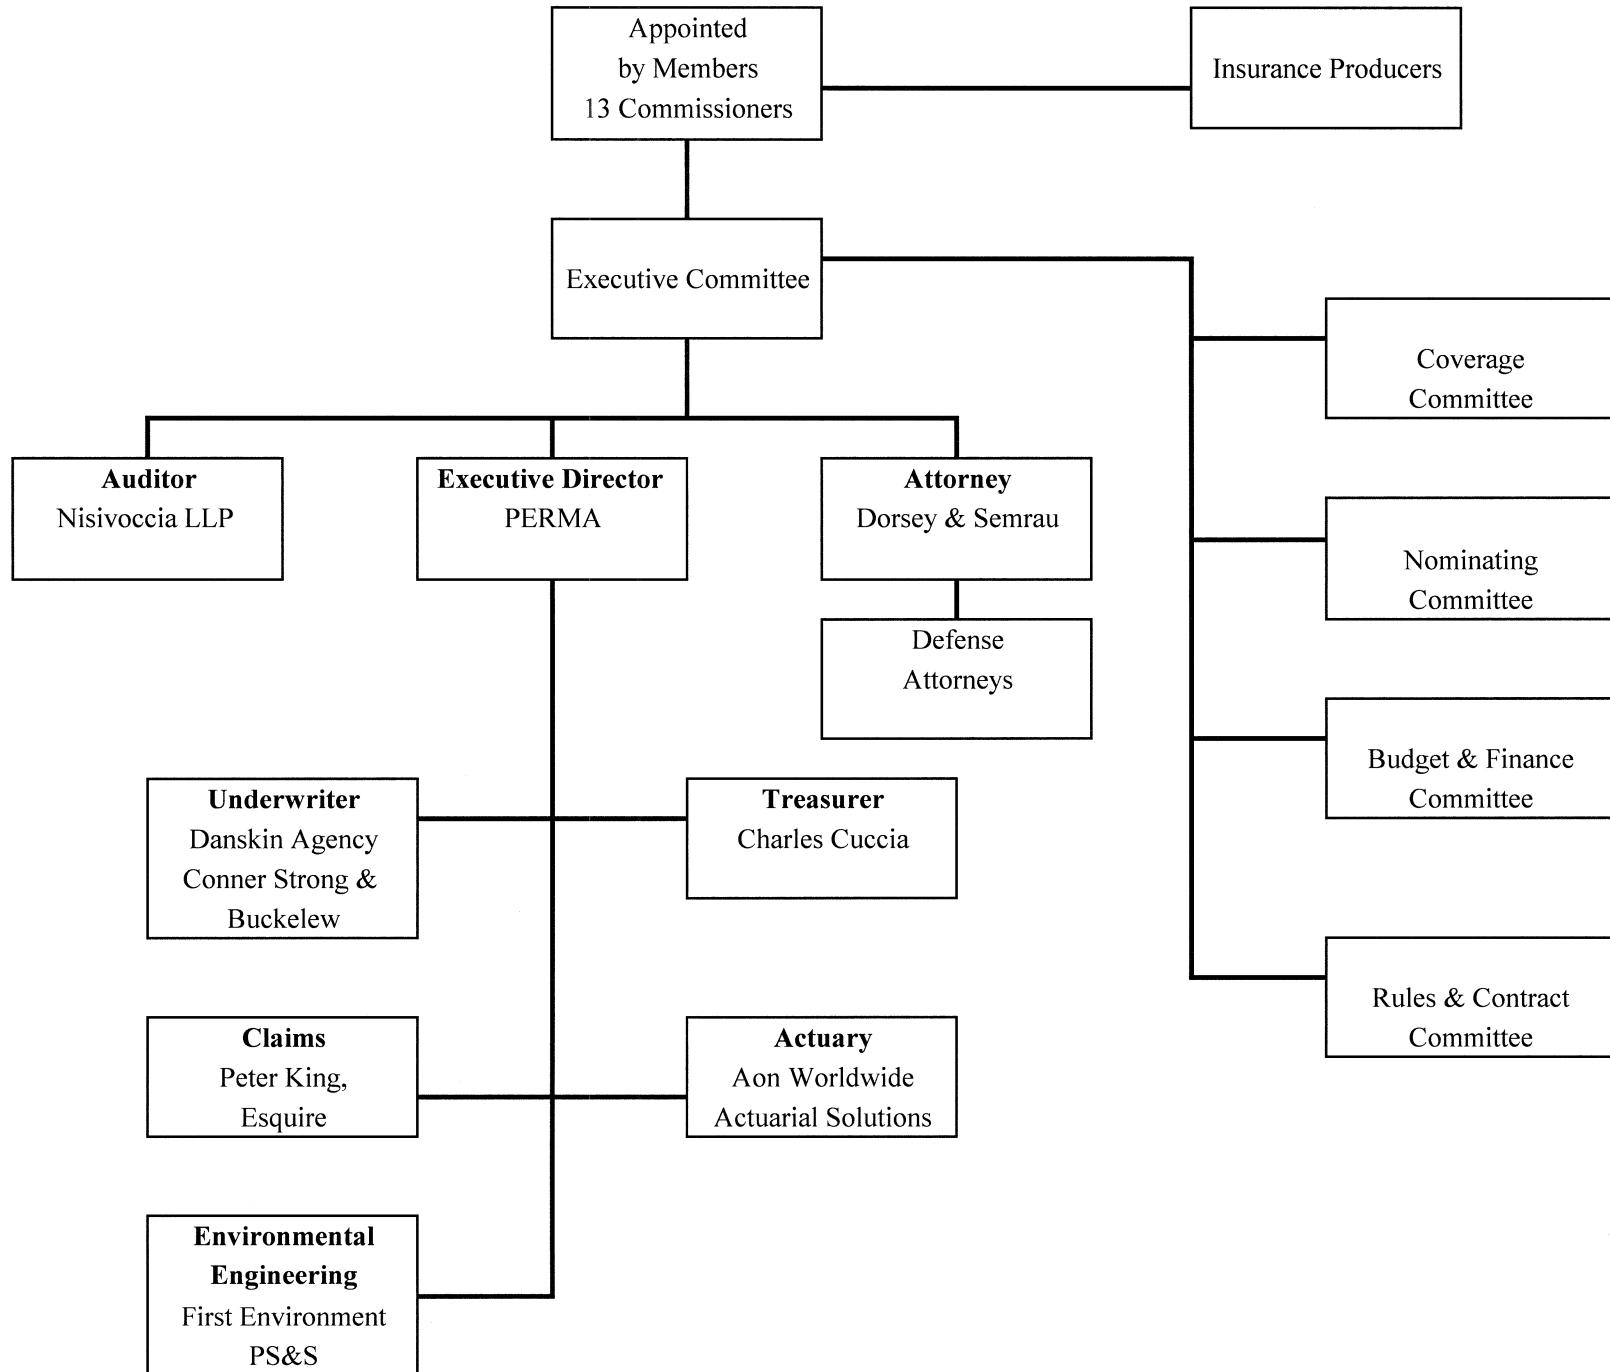 Appointed
by Members
13 Commissioners
Insurance Producers
Executive Committee
Coverage
Committee
Auditor
Nisivoccia LLP
Executive Director
PERMA
Attorney
Dorsey & Semrau
Nominating
Committee
Defense
Attorneys
Budget & Finance
Committee
Underwriter
Danskin Agency
Conner Strong &
Buckelew
Treasurer
Charles Cuccia
Rules & Contract
Committee
Claims
Peter King,
Esquire
Actuary
Aon Worldwide
Actuarial Solutions
Environmental
Engineering
First Environment
PS&S